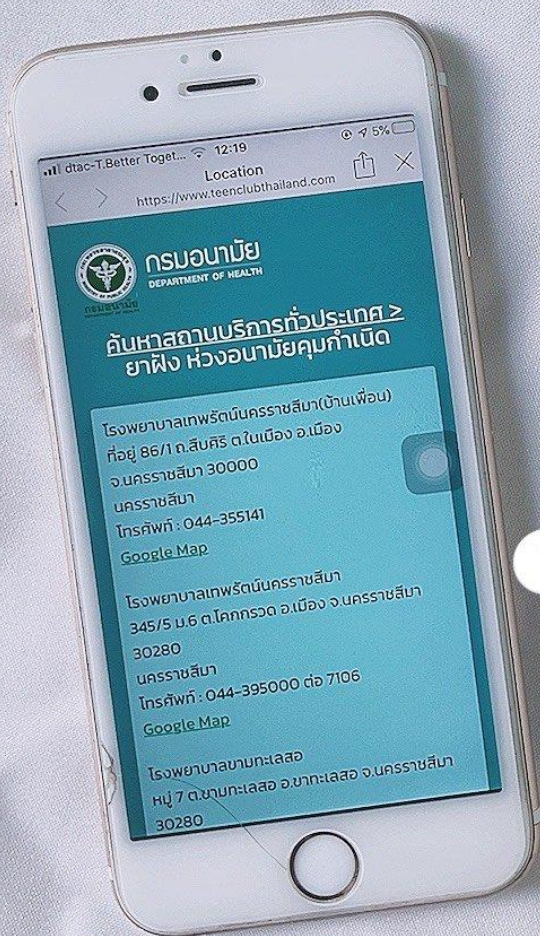 dtac-T.Better Toget...
12:19
5%
Location
https://www.teenclubthailand.com
กรมอนามัย
DEPARTMENT OF HEALTH
กรมอนามัย
DEPARTMENT OF HEALTH
ค้นหาสถานบริการทั่วประเทศ >
ยาฝัง ห่วงอนามัยคุมกำเนิด
โรงพยาบาลเทพรัตน์นครราชสีมา(บ้านเพื่อน)
ที่อยู่ 86/1 ถ.สืบศิริ ต.ในเมือง อ.เมือง
จ.นครราชสีมา 30000
นครราชสีมา
โทรศัพท์ : 044-355141
Google Map
โรงพยาบาลเทพรัตน์นครราชสีมา
345/5 ม.6 ต.โคกกรวด อ.เมือง จ.นครราชสีมา
30280
นครราชสีมา
โทรศัพท์ : 044-395000 ต่อ 7106
Google Map
โรงพยาบาลขามทะเลสอ
หมู่ 7 ต.ขามทะเลสอ อ.ขาทะเลสอ จ.นครราชสีมา
30280